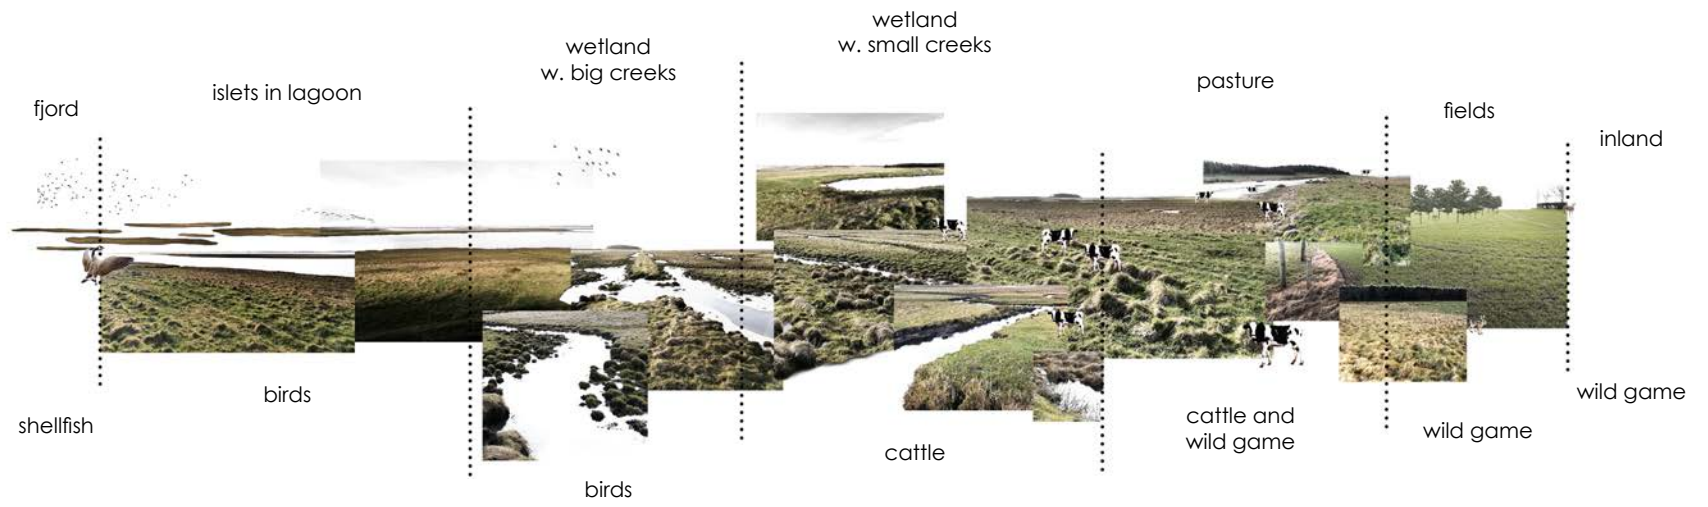 fjord
islets in lagoon
wetland
w. big creeks
wetland
w. small creeks
pasture
fields
inland
shellfish
birds
birds
cattle
cattle and
wild game
wild game
wild game